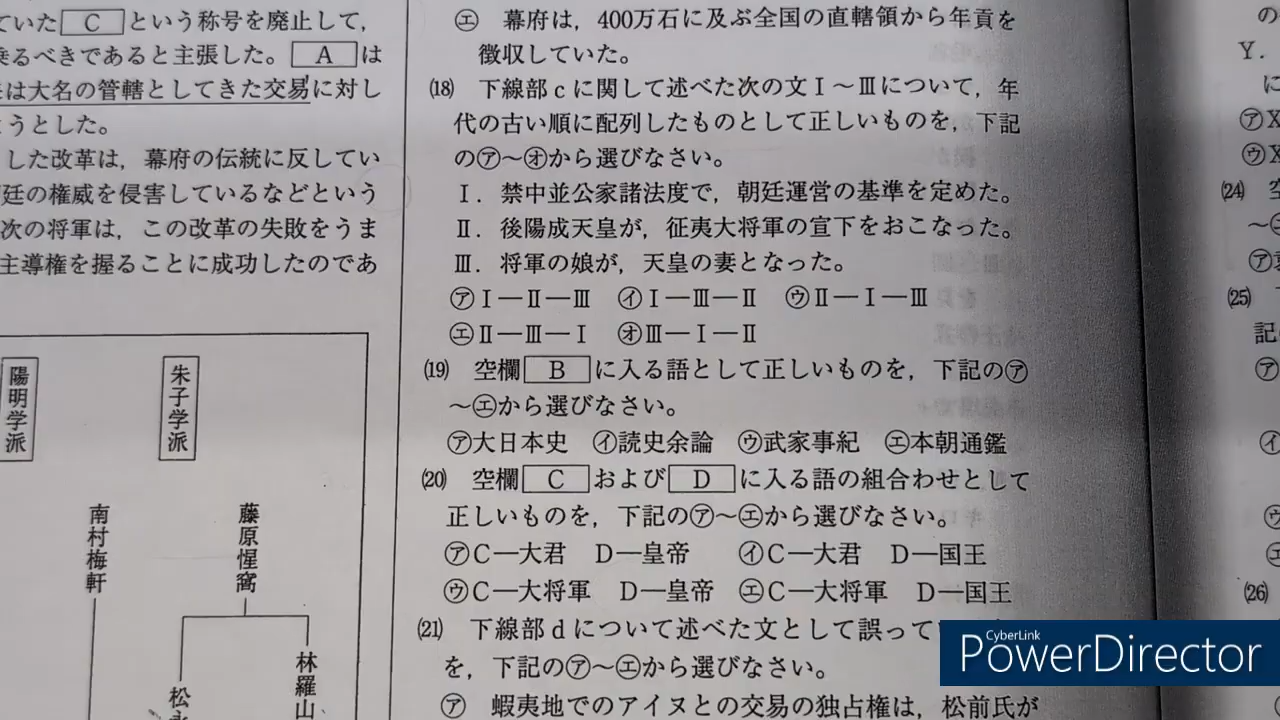 ていた C という称号を廃止して，
乗るべきであると主張した。 A は
は大名の管轄としてきた交易に対し
うとした。
した改革は，幕府の伝統に反してい
廷の権威を侵害しているなどという
次の将軍は，この改革の失敗をうま
主導権を握ることに成功したのであ
陽明学派
朱子学派
南村梅軒
藤原惺窩
林羅山
松
㋓ 幕府は，400万石に及ぶ全国の直轄領から年貢を
徴収していた。
⒅ 下線部cに関して述べた次の文Ⅰ～Ⅲについて，年
代の古い順に配列したものとして正しいものを，下記
の㋐～㋔から選びなさい。
Ⅰ．禁中並公家諸法度で，朝廷運営の基準を定めた。
Ⅱ．後陽成天皇が，征夷大将軍の宣下をおこなった。
Ⅲ．将軍の娘が，天皇の妻となった。
㋐Ⅰ―Ⅱ―Ⅲ ㋑Ⅰ―Ⅲ―Ⅱ ㋒Ⅱ―Ⅰ―Ⅲ
㋓Ⅱ―Ⅲ―Ⅰ ㋔Ⅲ―Ⅰ―Ⅱ
⒆ 空欄 B に入る語として正しいものを，下記の㋐
～㋓から選びなさい。
㋐大日本史 ㋑読史余論 ㋒武家事紀 ㋓本朝通鑑
⒇ 空欄 C および D に入る語の組合わせとして
正しいものを，下記の㋐～㋓から選びなさい。
㋐C―大君 D―皇帝 ㋑C―大君 D―国王
㋒C―大将軍 D―皇帝 ㋓C―大将軍 D―国王
(21) 下線部dについて述べた文として誤って
を，下記の㋐～㋓から選びなさい。
㋐ 蝦夷地でのアイヌとの交易の独占権は，松前氏が
の
Y．
に
㋐X
㋒X
(24) 空
～㋓
㋐
(25)
記
㋐
㋑
(26)
CyberLink
PowerDirector